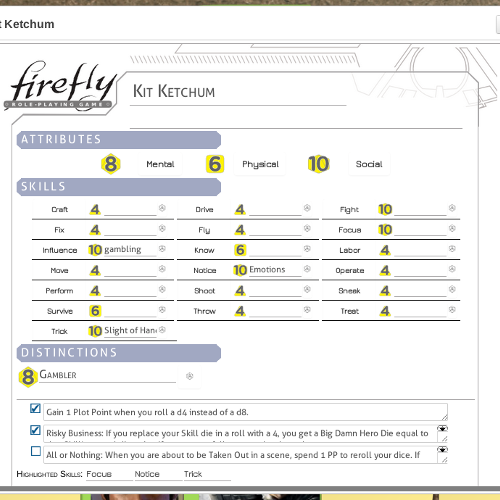 t Ketchum
firefly
ROLE-PLAYING GAME
KIT KETCHUM
ATTRIBUTES
8 Mental 6 Physical 10 Social
SKILLS
Craft 4 Drive 4 Fight 10
Fix 4 Fly 4 Focus 10
Influence 10 gambling Know 6 Labor 4
Move 4 Notice 10 Emotions Operate 4
Perform 4 Shoot 4 Sneak 4
Survive 6 Throw 4 Treat 4
Trick 10 Slight of Han
DISTINCTIONS
8 GAMBLER
Gain 1 Plot Point when you roll a d4 instead of a d8.
Risky Business: If you replace your Skill die in a roll with a 4, you get a Big Damn Hero Die equal to
All or Nothing: When you are about to be Taken Out in a scene, spend 1 PP to reroll your dice. If
HIGHLIGHTED SKILLS: FOCUS NOTICE TRICK